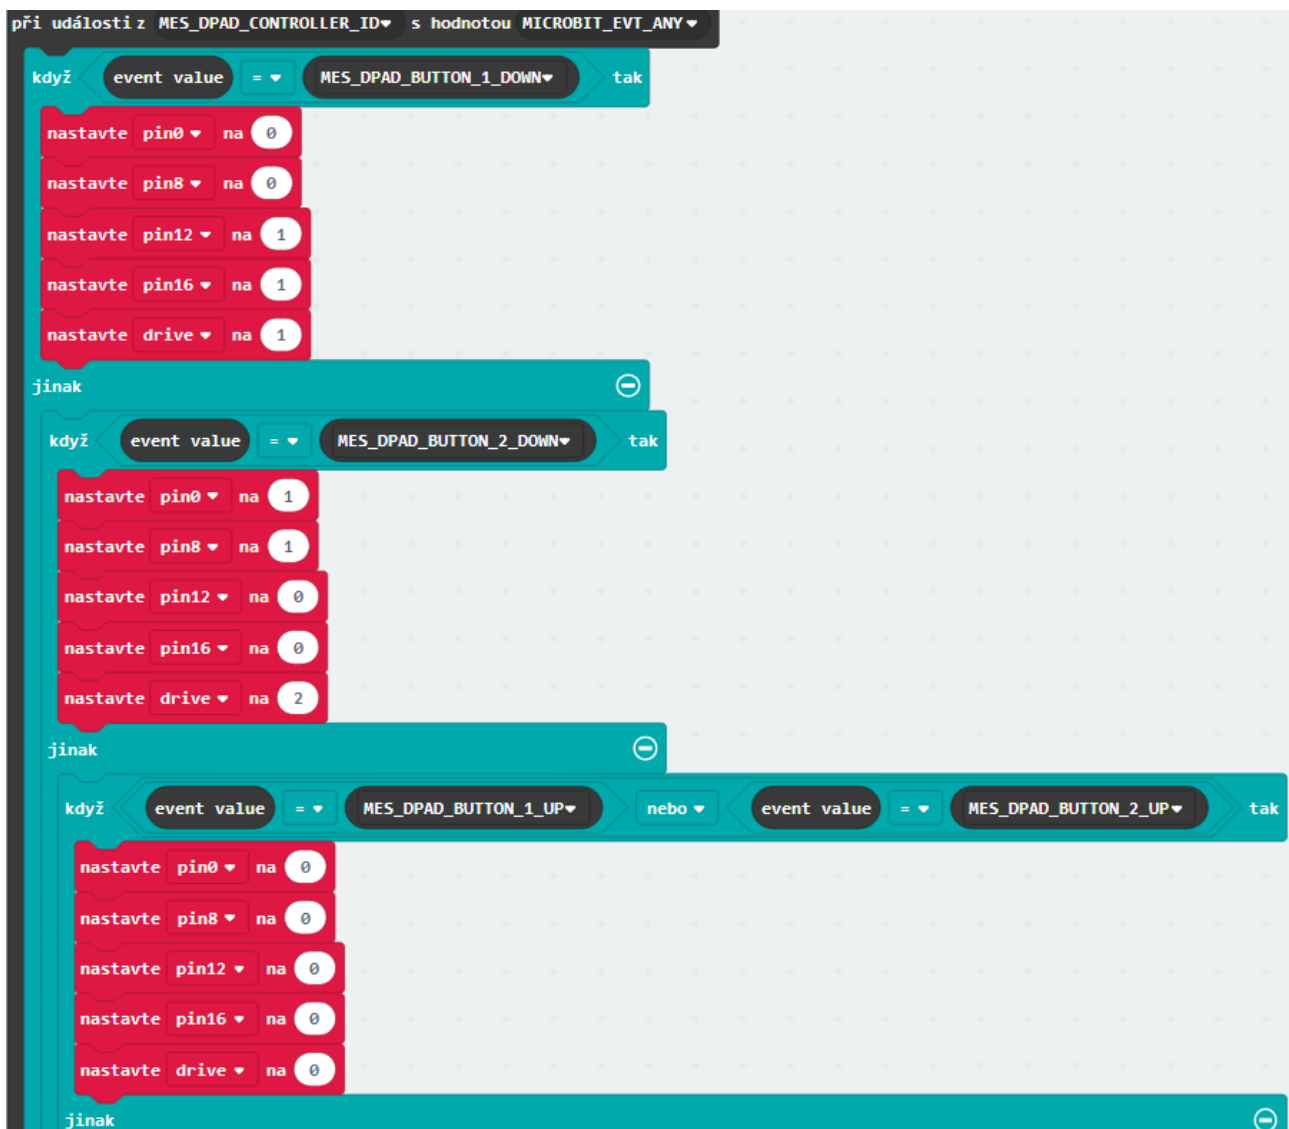 při události z MES_DPAD_CONTROLLER_ID s hodnotou MICROBIT_EVT_ANY
když event value = MES_DPAD_BUTTON_1_DOWN tak
nastavte pin0 na 0
nastavte pin8 na 0
nastavte pin12 na 1
nastavte pin16 na 1
nastavte drive na 1
jinak
když event value = MES_DPAD_BUTTON_2_DOWN tak
nastavte pin0 na 1
nastavte pin8 na 1
nastavte pin12 na 0
nastavte pin16 na 0
nastavte drive na 2
jinak
když event value = MES_DPAD_BUTTON_1_UP nebo event value = MES_DPAD_BUTTON_2_UP tak
nastavte pin0 na 0
nastavte pin8 na 0
nastavte pin12 na 0
nastavte pin16 na 0
nastavte drive na 0
jinak